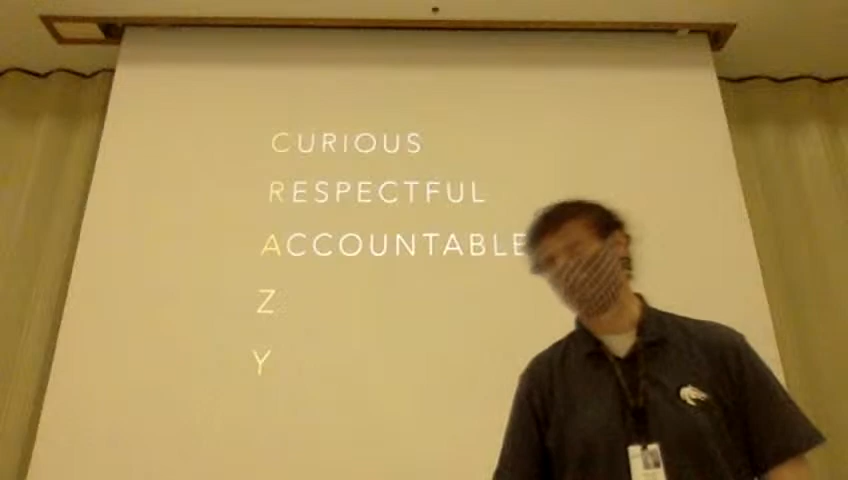 CURIOUS
RESPECTFUL
ACCOUNTABLE
Z
Y